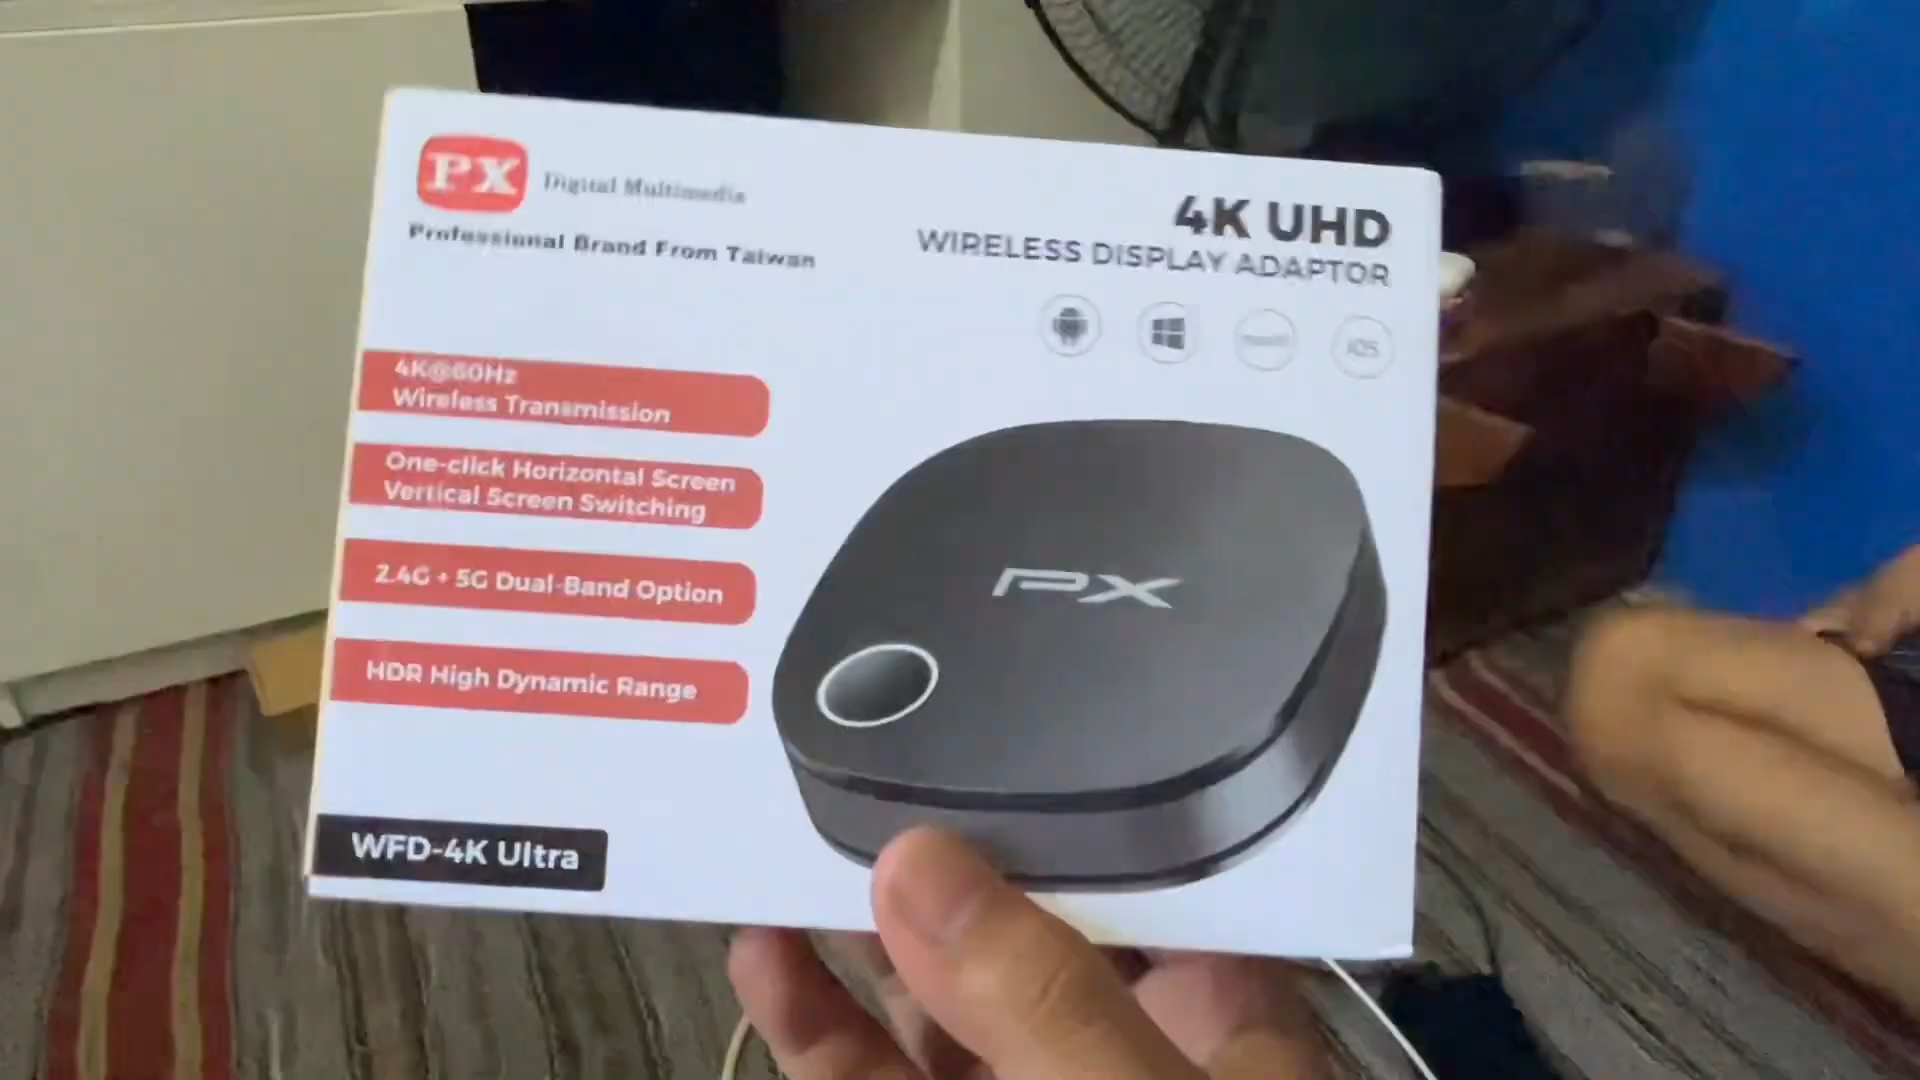 PX Digital Multimedia
Professional Brand From Taiwan
4K UHD
WIRELESS DISPLAY ADAPTOR
iOS
4K@60Hz
Wireless Transmission
One-click Horizontal Screen
Vertical Screen Switching
2.4G + 5G Dual-Band Option
HDR High Dynamic Range
PX
WFD-4K Ultra